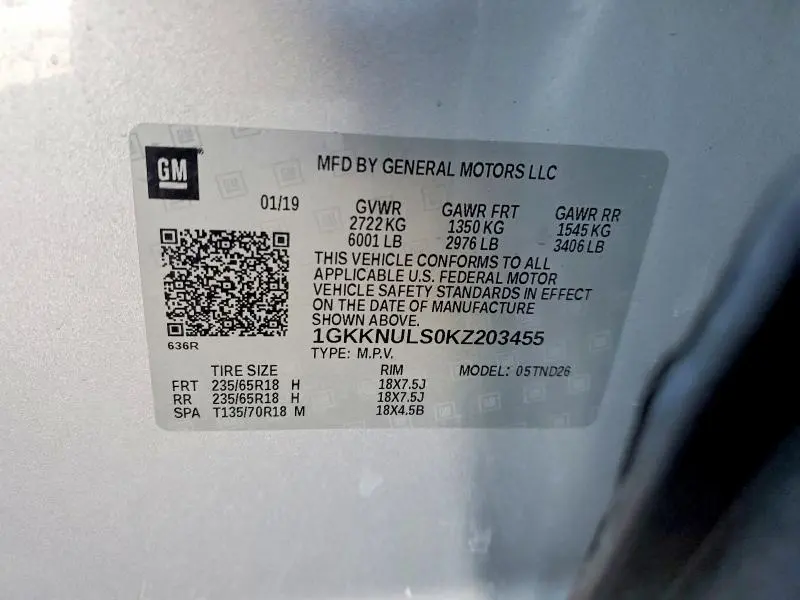 GM
MFD BY GENERAL MOTORS LLC
01/19
GVWR GAWR FRT GAWR RR
2722 KG 1350 KG 1545 KG
6001 LB 2976 LB 3406 LB
THIS VEHICLE CONFORMS TO ALL
APPLICABLE U.S. FEDERAL MOTOR
VEHICLE SAFETY STANDARDS IN EFFECT
ON THE DATE OF MANUFACTURE
SHOWN ABOVE.
1GKKNULS0KZ203455
636R
TYPE: M.P.V.
TIRE SIZE RIM MODEL: 05TND26
FRT 235/65R18 H 18X7.5J
RR 235/65R18 H 18X7.5J
SPA T135/70R18 M 18X4.5B